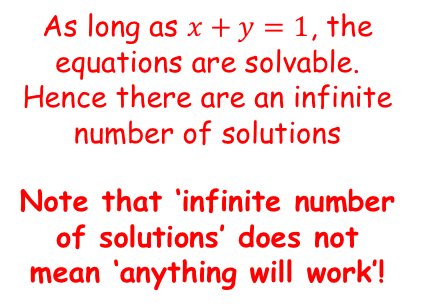 As long as x + y = 1, the
equations are solvable.
Hence there are an infinite
number of solutions
Note that ‘infinite number
of solutions’ does not
mean ‘anything will work’!